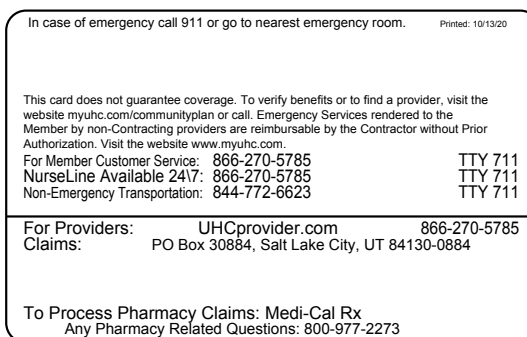 In case of emergency call 911 or go to nearest emergency room. Printed: 10/13/20
This card does not guarantee coverage. To verify benefits or to find a provider, visit the
website myuhc.com/communityplan or call. Emergency Services rendered to the
Member by non-Contracting providers are reimbursable by the Contractor without Prior
Authorization. Visit the website www.myuhc.com.
For Member Customer Service: 866-270-5785 TTY 711
NurseLine Available 24\7: 866-270-5785 TTY 711
Non-Emergency Transportation: 844-772-6623 TTY 711
For Providers: UHCprovider.com 866-270-5785
Claims: PO Box 30884, Salt Lake City, UT 84130-0884
To Process Pharmacy Claims: Medi-Cal Rx
Any Pharmacy Related Questions: 800-977-2273